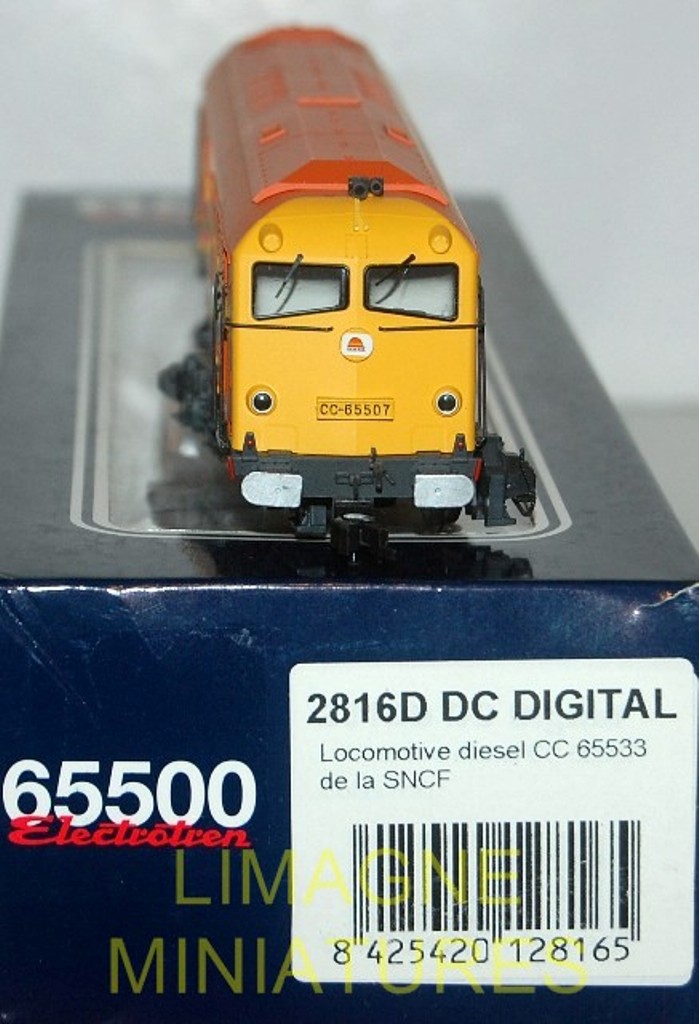 CC-65507
2816D DC DIGITAL
Locomotive diesel CC 65533
de la SNCF
65500
Electrotren
8 425420 128165
LIMAGNE
MINIATURES